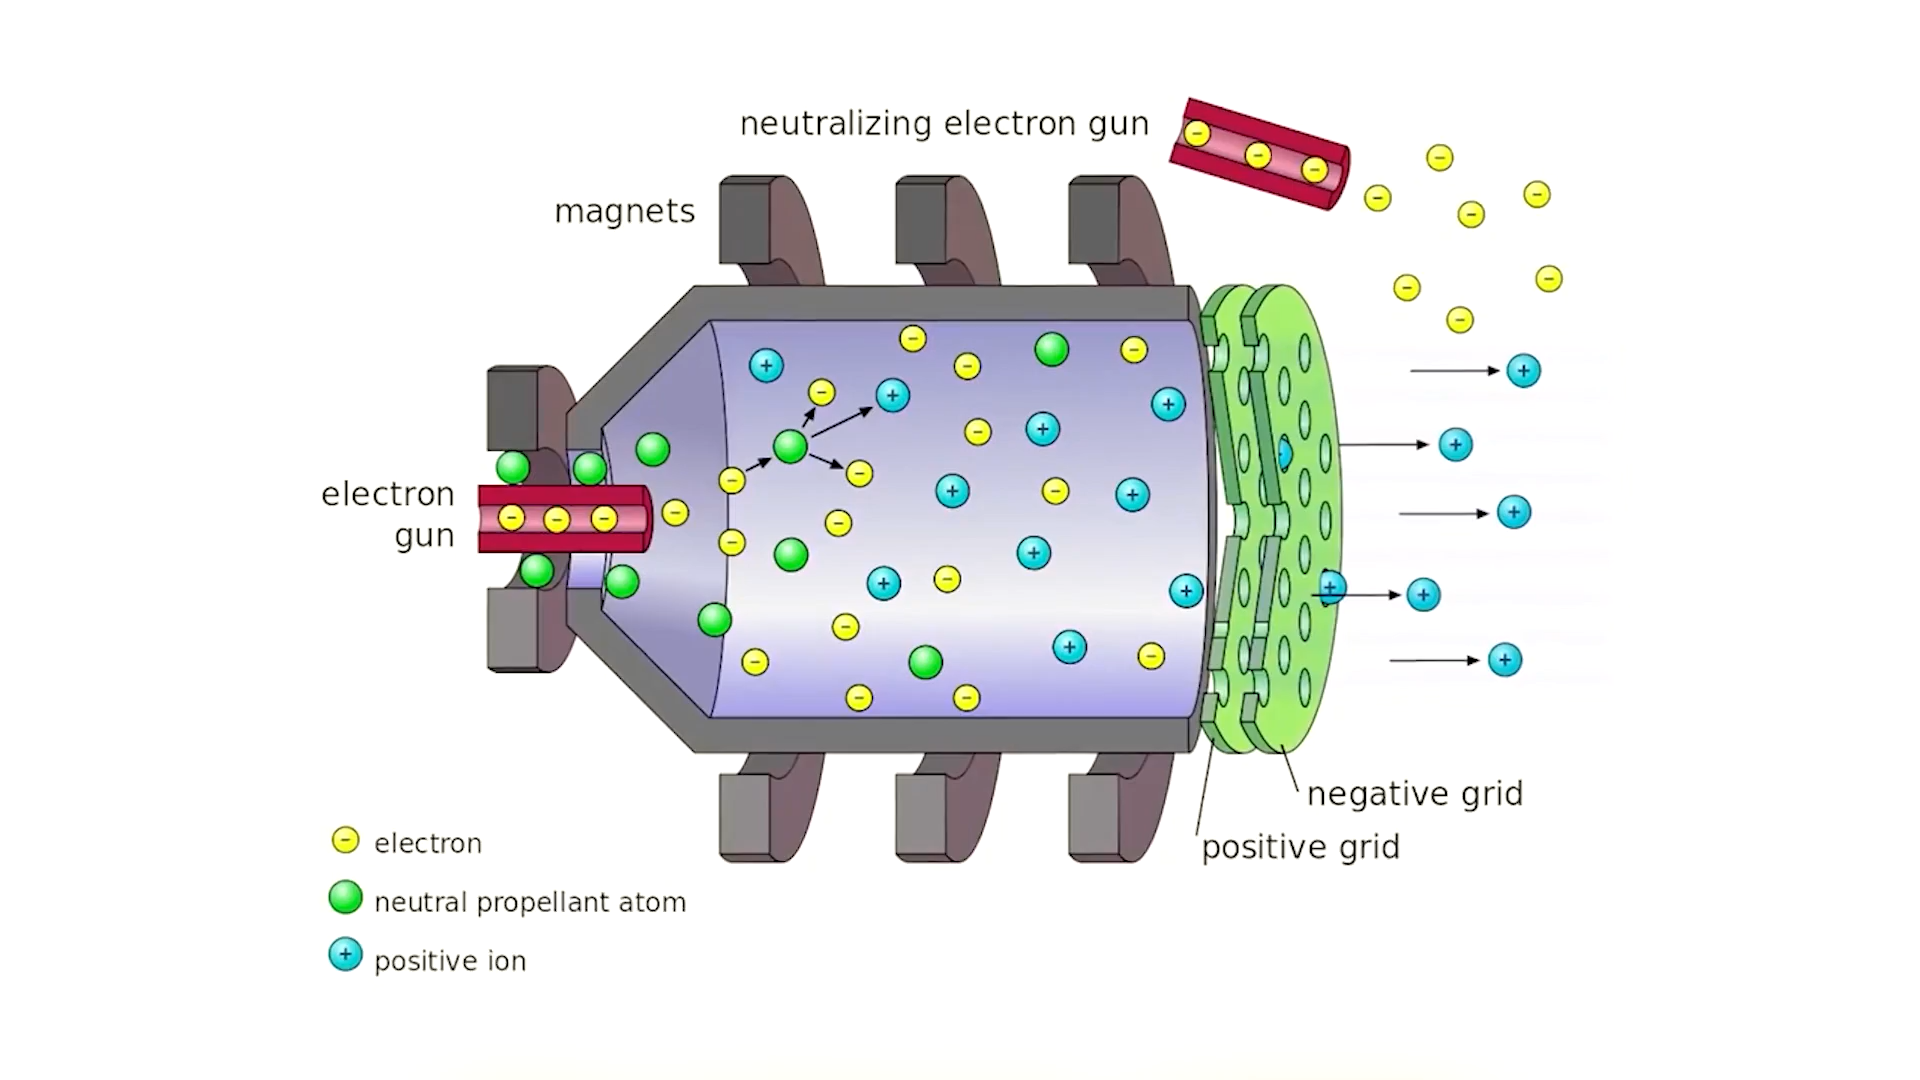 neutralizing electron gun
magnets
electron
gun
negative grid
positive grid
electron
neutral propellant atom
positive ion